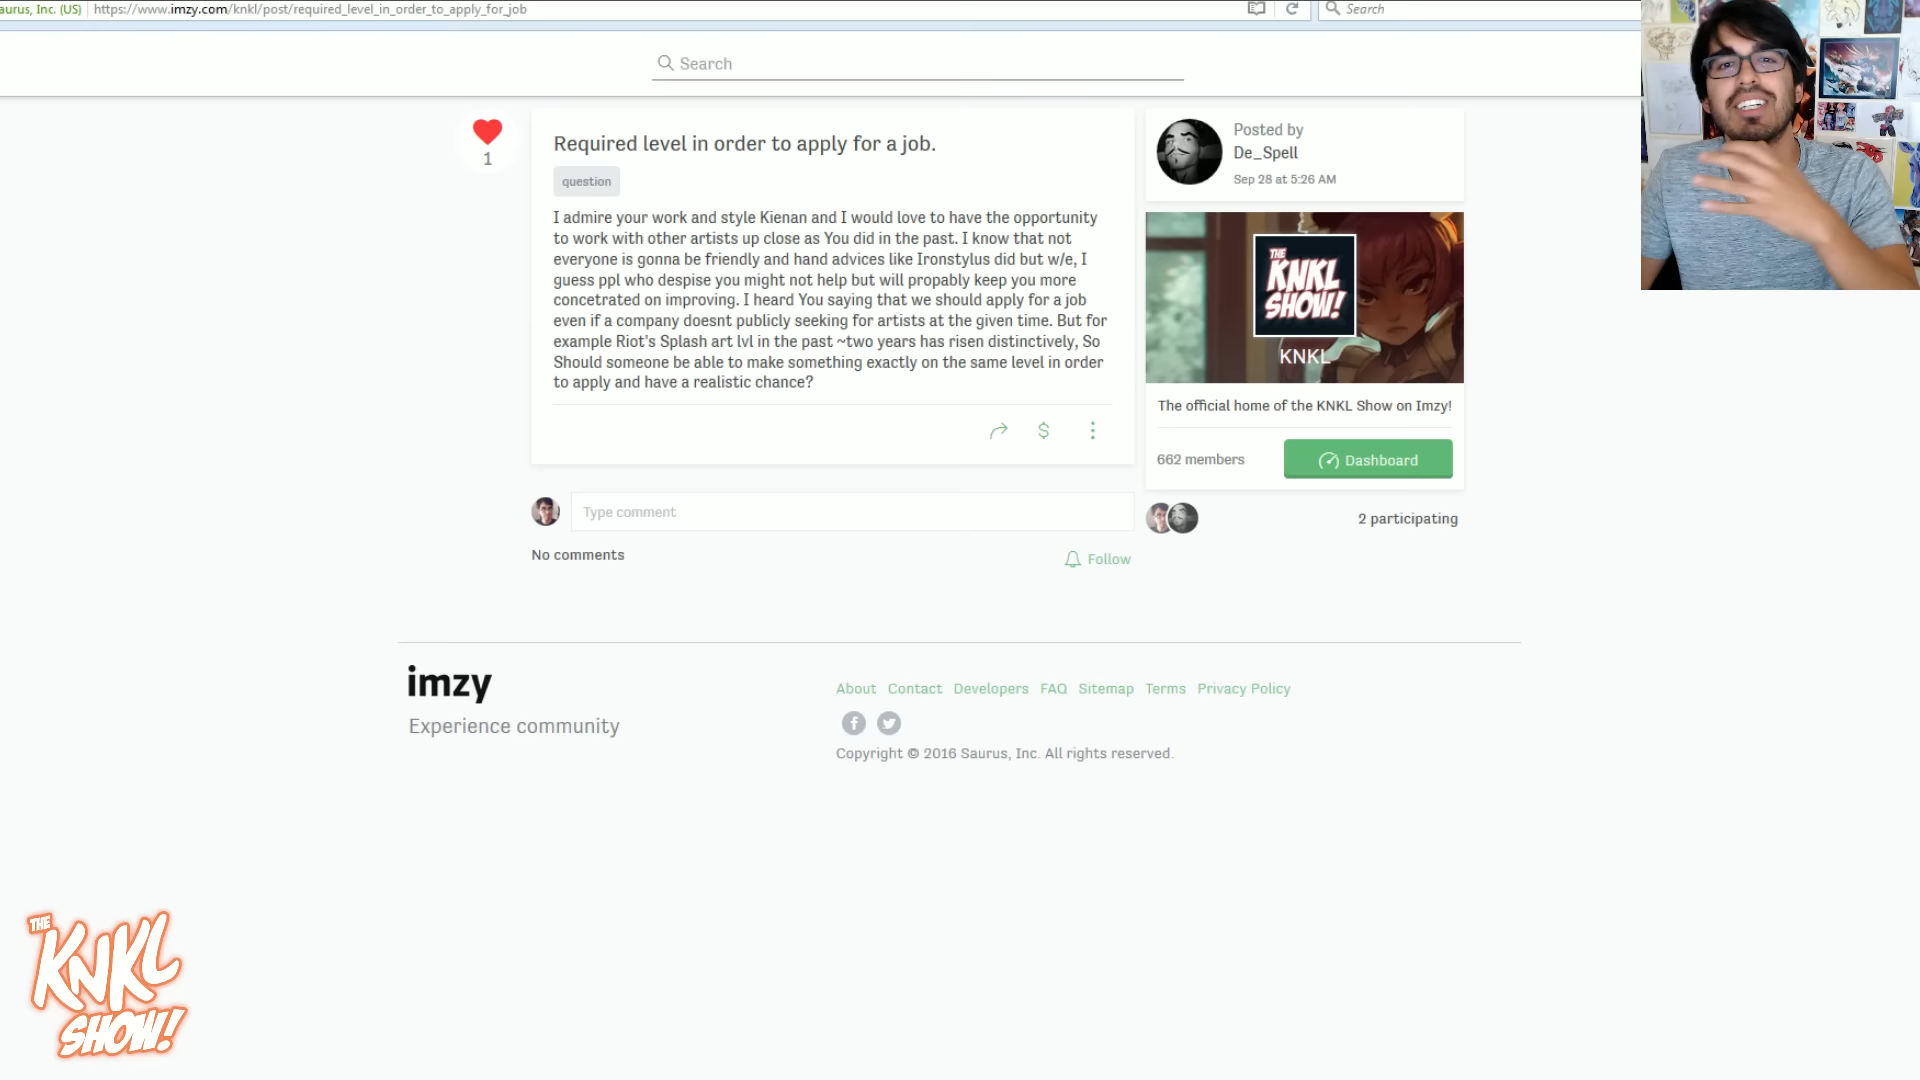 aurus, Inc. (US)
https://www.imzy.com/knkl/post/required_level_in_order_to_apply_for_job
Search
Search
1
Required level in order to apply for a job.
question
I admire your work and style Kienan and I would love to have the opportunity
to work with other artists up close as You did in the past. I know that not
everyone is gonna be friendly and hand advices like Ironstylus did but w/e, I
guess ppl who despise you might not help but will propably keep you more
concetrated on improving. I heard You saying that we should apply for a job
even if a company doesnt publicly seeking for artists at the given time. But for
example Riot's Splash art lvl in the past ~two years has risen distinctively, So
Should someone be able to make something exactly on the same level in order
to apply and have a realistic chance?
Type comment
No comments
Follow
Posted by
De_Spell
Sep 28 at 5:26 AM
THE
KNKL
SHOW!
KNKL
The official home of the KNKL Show on Imzy!
662 members
Dashboard
2 participating
imzy
Experience community
About Contact Developers FAQ Sitemap Terms Privacy Policy
Copyright © 2016 Saurus, Inc. All rights reserved.
THE
KNKL
SHOW!